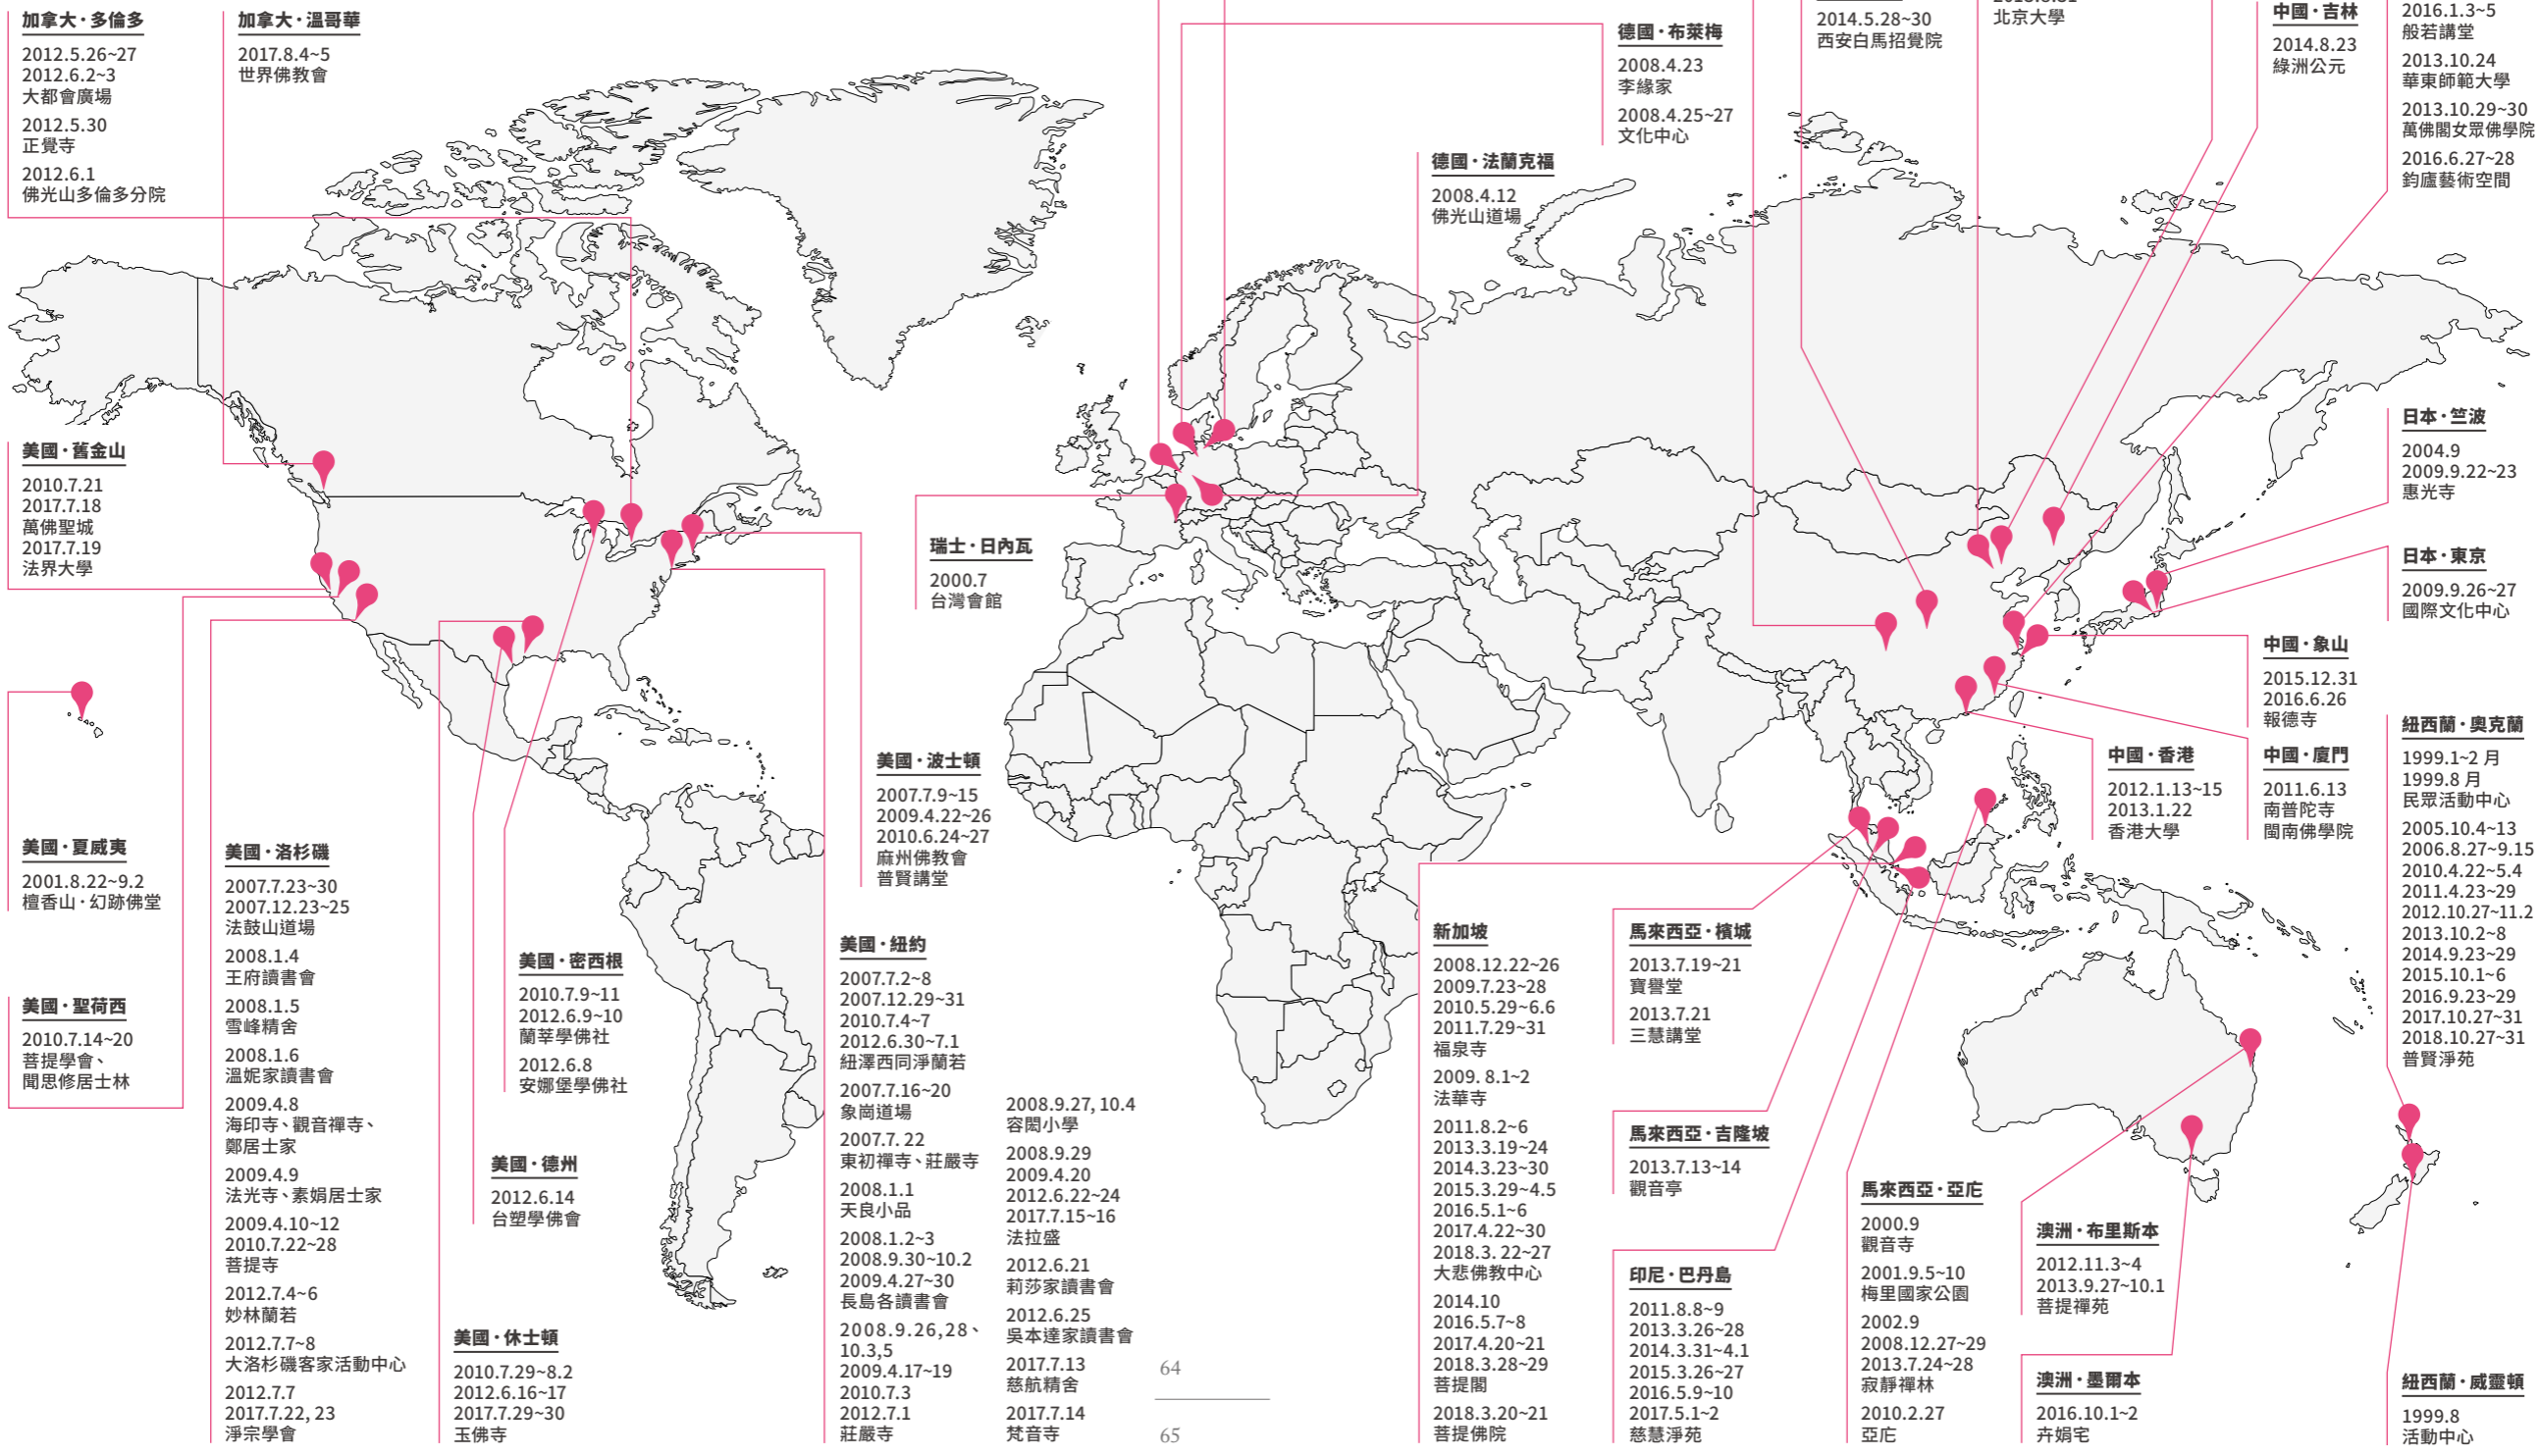 加拿大·多倫多
2012.5.26~27
2012.6.2~3
大都會廣場
2012.5.30
正覺寺
2012.6.1
佛光山多倫多分院
加拿大·溫哥華
2017.8.4~5
世界佛教會
德國·布萊梅
2008.4.23
李緣家
2008.4.25~27
文化中心
德國·法蘭克福
2008.4.12
佛光山道場
2014.5.28~30
西安白馬招覺院
北京大學
中國·吉林
2014.8.23
綠洲公元
2016.1.3~5
般若講堂
2013.10.24
華東師範大學
2013.10.29~30
萬佛閣女眾佛學院
2016.6.27~28
鈞廬藝術空間
美國·舊金山
2010.7.21
2017.7.18
萬佛聖城
2017.7.19
法界大學
瑞士·日內瓦
2000.7
台灣會館
日本·竺波
2004.9
2009.9.22~23
惠光寺
日本·東京
2009.9.26~27
國際文化中心
中國·象山
2015.12.31
2016.6.26
報德寺
中國·香港
2012.1.13~15
2013.1.22
香港大學
中國·廈門
2011.6.13
南普陀寺
閩南佛學院
紐西蘭·奧克蘭
1999.1~2 月
1999.8 月
民眾活動中心
2005.10.4~13
2006.8.27~9.15
2010.4.22~5.4
2011.4.23~29
2012.10.27~11.2
2013.10.2~8
2014.9.23~29
2015.10.1~6
2016.9.23~29
2017.10.27~31
2018.10.27~31
普賢淨苑
美國·夏威夷
2001.8.22~9.2
檀香山·幻跡佛堂
美國·聖荷西
2010.7.14~20
菩提學會、
聞思修居士林
美國·洛杉磯
2007.7.23~30
2007.12.23~25
法鼓山道場
2008.1.4
王府讀書會
2008.1.5
雪峰精舍
2008.1.6
溫妮家讀書會
2009.4.8
海印寺、觀音禪寺、
鄭居士家
2009.4.9
法光寺、素娟居士家
2009.4.10~12
2010.7.22~28
菩提寺
2012.7.4~6
妙林蘭若
2012.7.7~8
大洛杉磯客家活動中心
2012.7.7
2017.7.22, 23
淨宗學會
美國·密西根
2010.7.9~11
2012.6.9~10
蘭莘學佛社
2012.6.8
安娜堡學佛社
美國·德州
2012.6.14
台塑學佛會
美國·休士頓
2010.7.29~8.2
2012.6.16~17
2017.7.29~30
玉佛寺
美國·波士頓
2007.7.9~15
2009.4.22~26
2010.6.24~27
麻州佛教會
普賢講堂
美國·紐約
2007.7.2~8
2007.12.29~31
2010.7.4~7
2012.6.30~7.1
紐澤西同淨蘭若
2007.7.16~20
象崗道場
2007.7. 22
東初禪寺、莊嚴寺
2008.1.1
天良小品
2008.1.2~3
2008.9.30~10.2
2009.4.27~30
長島各讀書會
2008.9.26,28、
10.3,5
2009.4.17~19
2010.7.3
2012.7.1
莊嚴寺
2008.9.27, 10.4
容閎小學
2008.9.29
2009.4.20
2012.6.22~24
2017.7.15~16
法拉盛
2012.6.21
莉莎家讀書會
2012.6.25
吳本達家讀書會
2017.7.13
慈航精舍
2017.7.14
梵音寺
64
65
新加坡
2008.12.22~26
2009.7.23~28
2010.5.29~6.6
2011.7.29~31
福泉寺
2009. 8.1~2
法華寺
2011.8.2~6
2013.3.19~24
2014.3.23~30
2015.3.29~4.5
2016.5.1~6
2017.4.22~30
2018.3. 22~27
大悲佛教中心
2014.10
2016.5.7~8
2017.4.20~21
2018.3.28~29
菩提閣
2018.3.20~21
菩提佛院
馬來西亞·檳城
2013.7.19~21
寶譽堂
2013.7.21
三慧講堂
馬來西亞·吉隆坡
2013.7.13~14
觀音亭
印尼·巴丹島
2011.8.8~9
2013.3.26~28
2014.3.31~4.1
2015.3.26~27
2016.5.9~10
2017.5.1~2
慈慧淨苑
馬來西亞·亞庇
2000.9
觀音寺
2001.9.5~10
梅里國家公園
2002.9
2008.12.27~29
2013.7.24~28
寂靜禪林
2010.2.27
亞庇
澳洲·布里斯本
2012.11.3~4
2013.9.27~10.1
菩提禪苑
澳洲·墨爾本
2016.10.1~2
卉娟宅
紐西蘭·威靈頓
1999.8
活動中心